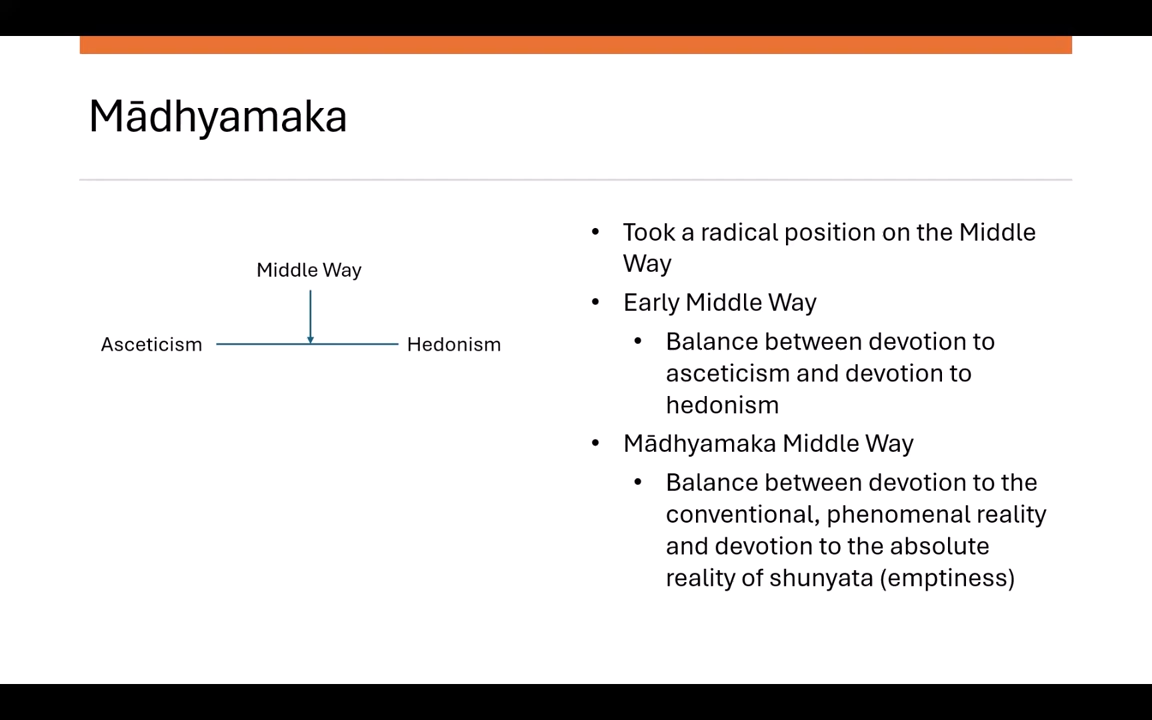 Mādhyamaka
Middle Way
Asceticism
Hedonism
• Took a radical position on the Middle
Way
• Early Middle Way
• Balance between devotion to
asceticism and devotion to
hedonism
• Mādhyamaka Middle Way
• Balance between devotion to the
conventional, phenomenal reality
and devotion to the absolute
reality of shunyata (emptiness)